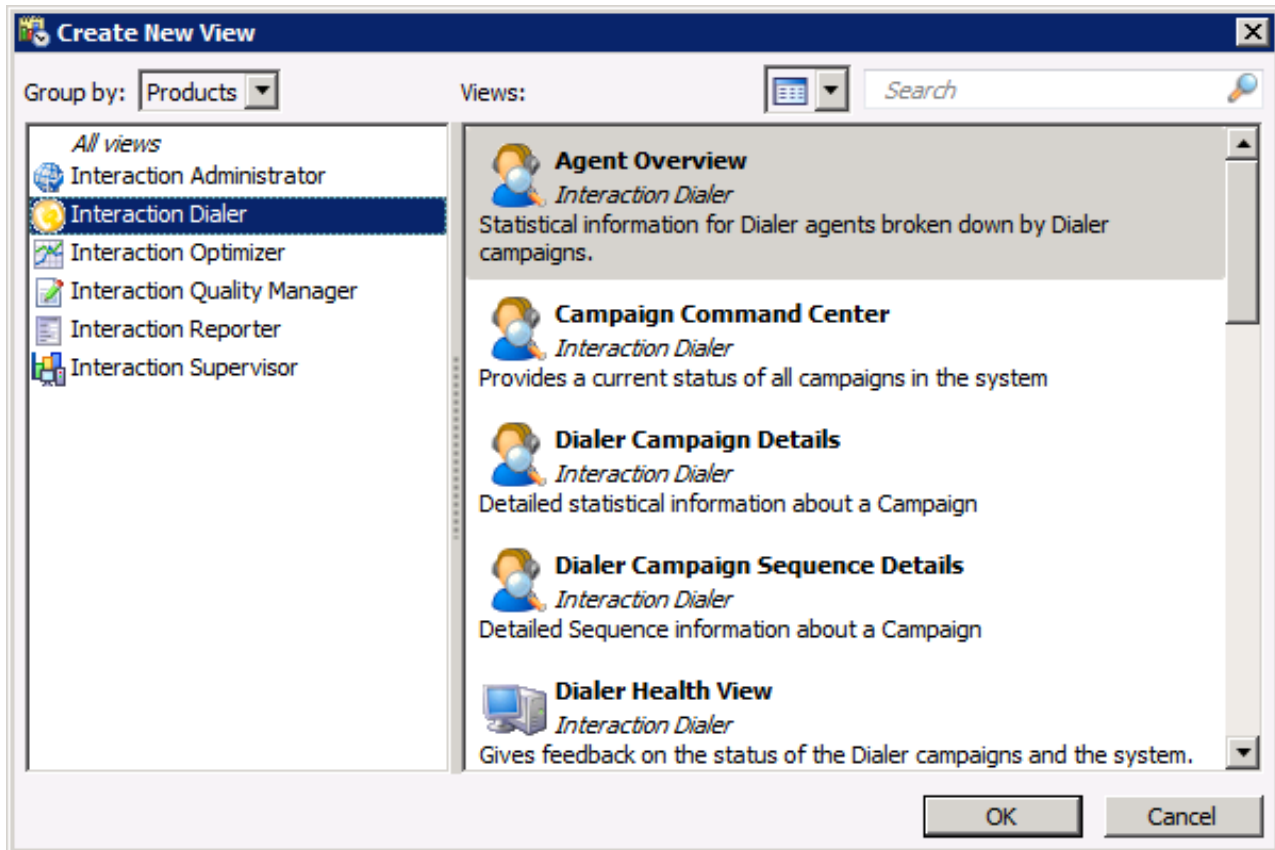 Create New View
Group by: Products
Views:
Search
All views
Interaction Administrator
Interaction Dialer
Interaction Optimizer
Interaction Quality Manager
Interaction Reporter
Interaction Supervisor
Agent Overview
Interaction Dialer
Statistical information for Dialer agents broken down by Dialer
campaigns.
Campaign Command Center
Interaction Dialer
Provides a current status of all campaigns in the system
Dialer Campaign Details
Interaction Dialer
Detailed statistical information about a Campaign
Dialer Campaign Sequence Details
Interaction Dialer
Detailed Sequence information about a Campaign
Dialer Health View
Interaction Dialer
Gives feedback on the status of the Dialer campaigns and the system.
OK
Cancel